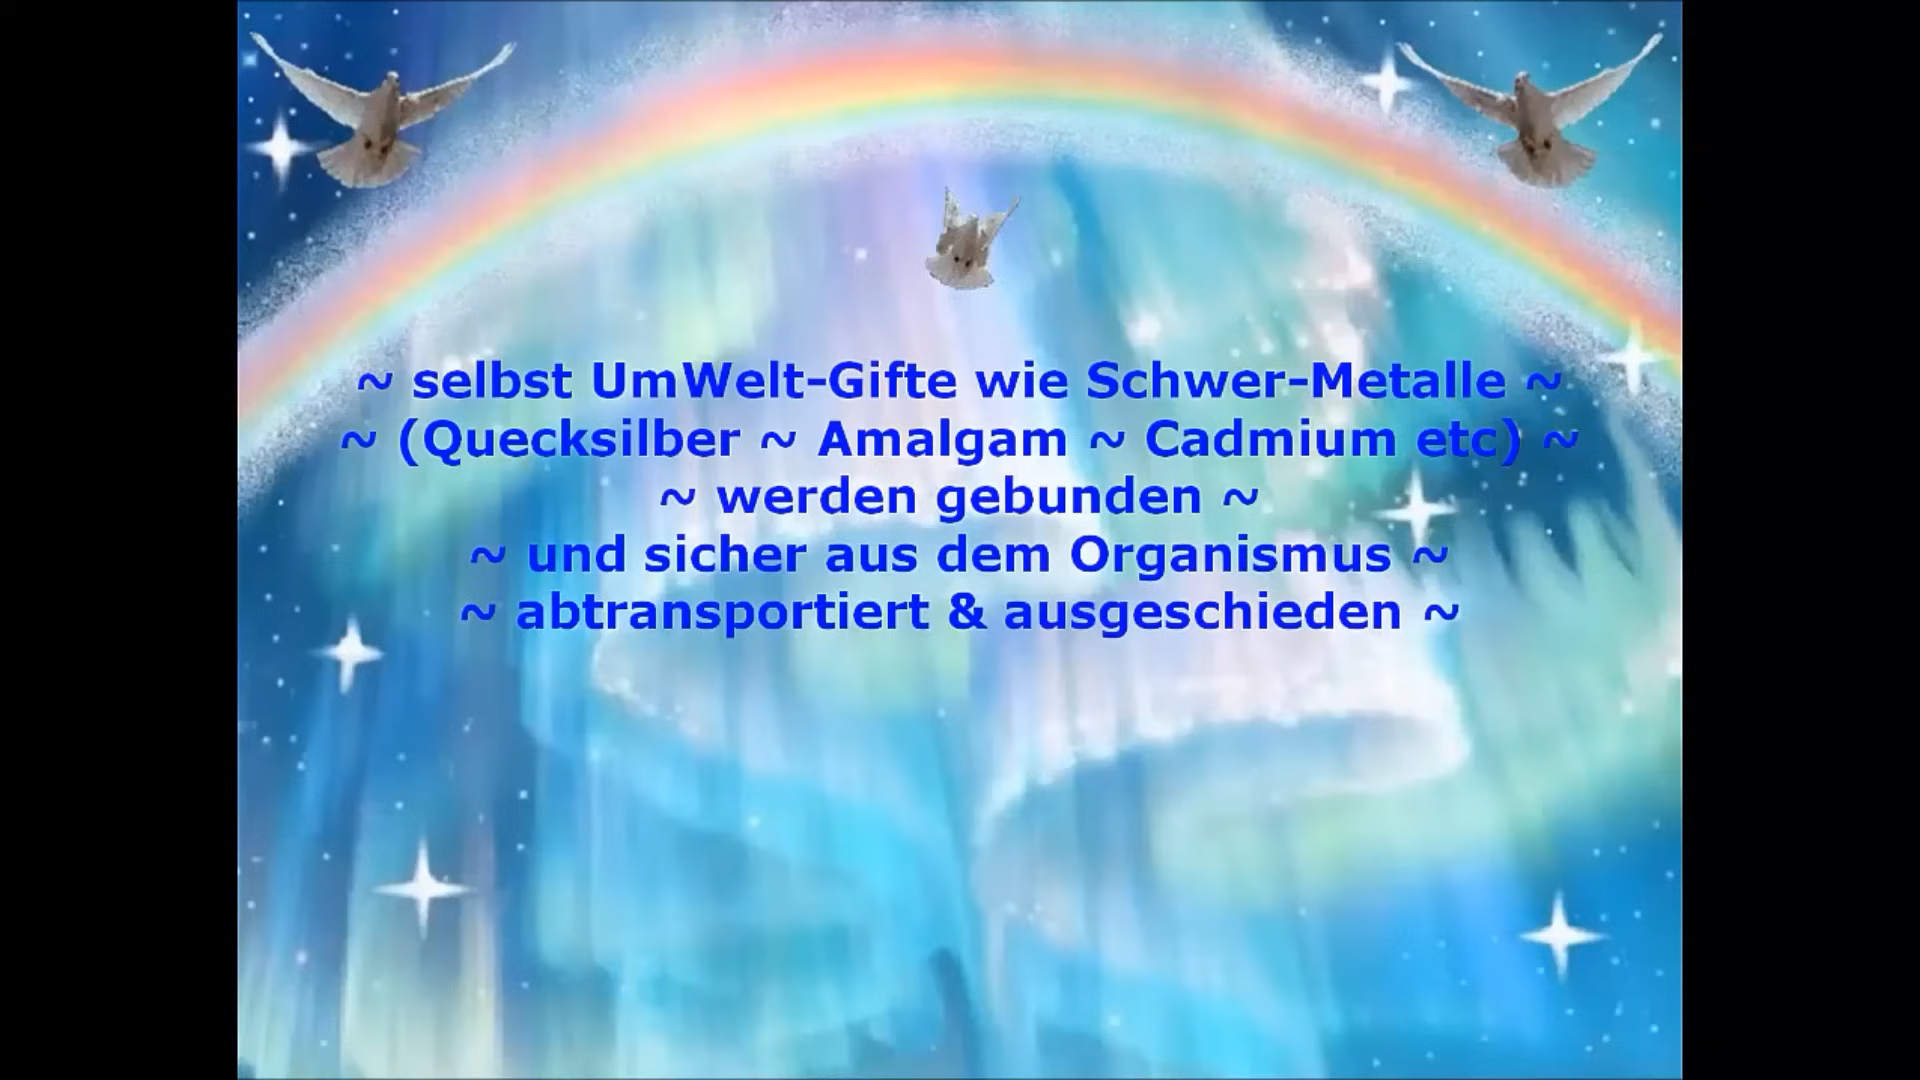 ~ selbst UmWelt-Gifte wie Schwer-Metalle ~
~ (Quecksilber ~ Amalgam ~ Cadmium etc) ~
~ werden gebunden ~
~ und sicher aus dem Organismus ~
~ abtransportiert & ausgeschieden ~